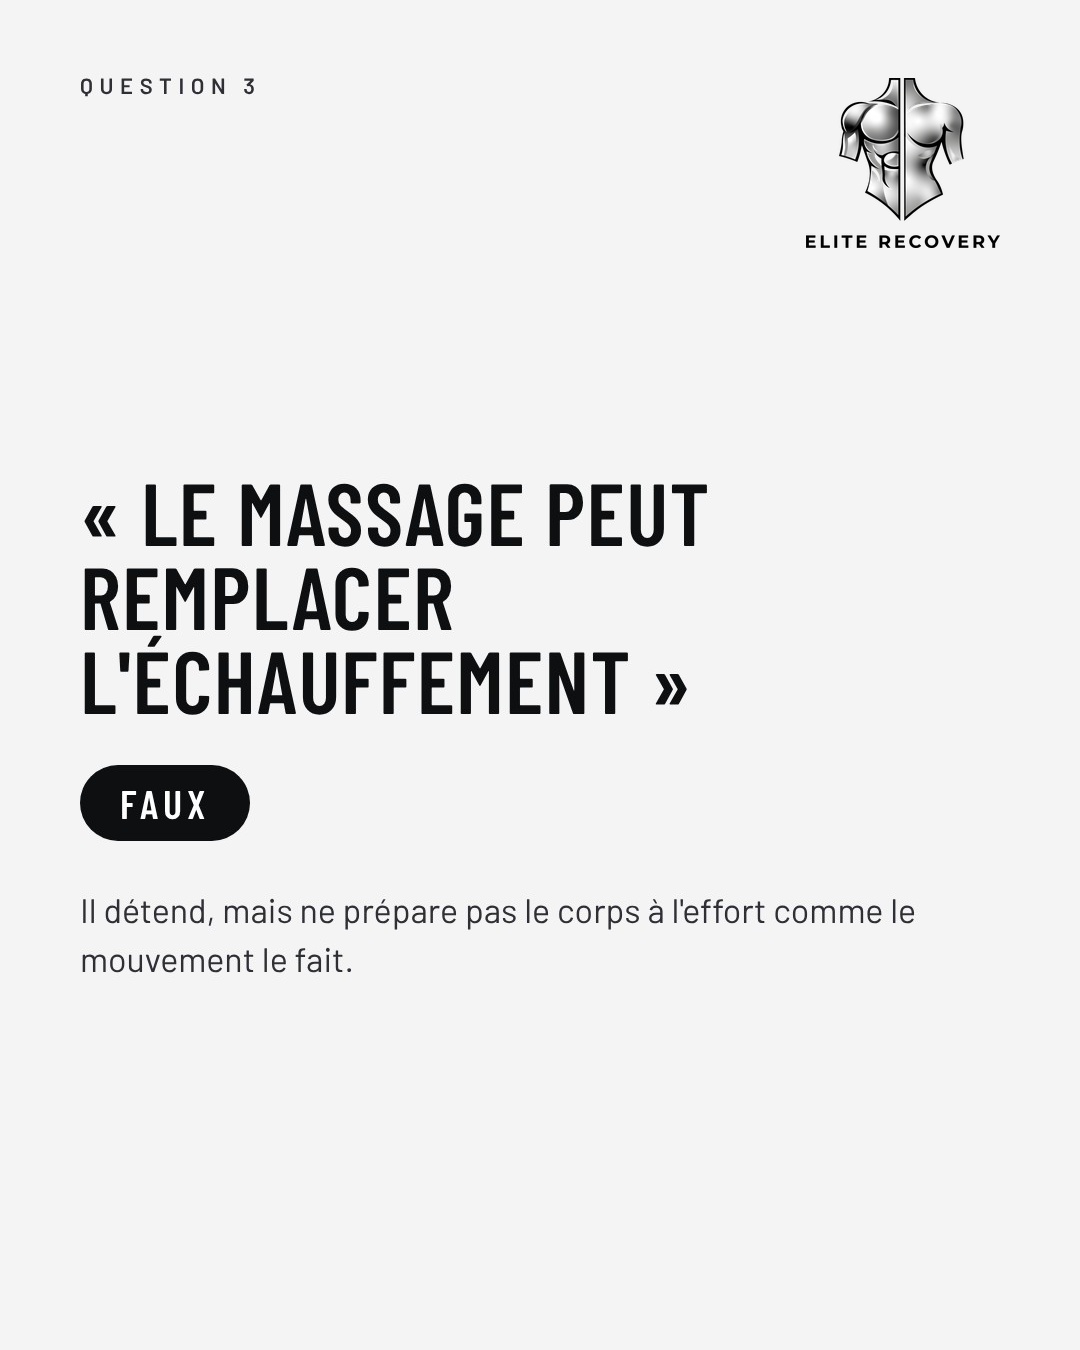 QUESTION 3
ELITE RECOVERY
« LE MASSAGE PEUT
REMPLACER
L'ÉCHAUFFEMENT »
FAUX
Il détend, mais ne prépare pas le corps à l'effort comme le
mouvement le fait.